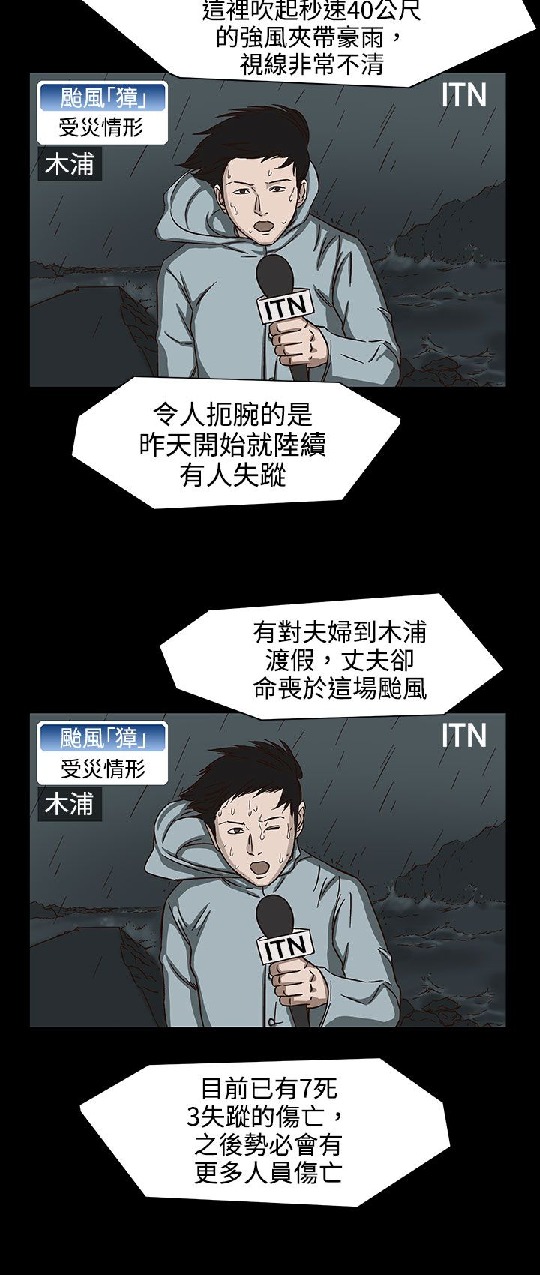 這裡吹起秒速40公尺
的強風夾帶豪雨，
視線非常不清
颱風「獐」
受災情形
木浦
ITN
ITN
令人扼腕的是
昨天開始就陸續
有人失蹤
有對夫婦到木浦
渡假，丈夫卻
命喪於這場颱風
颱風「獐」
受災情形
木浦
ITN
ITN
目前已有7死
3失蹤的傷亡，
之後勢必會有
更多人員傷亡